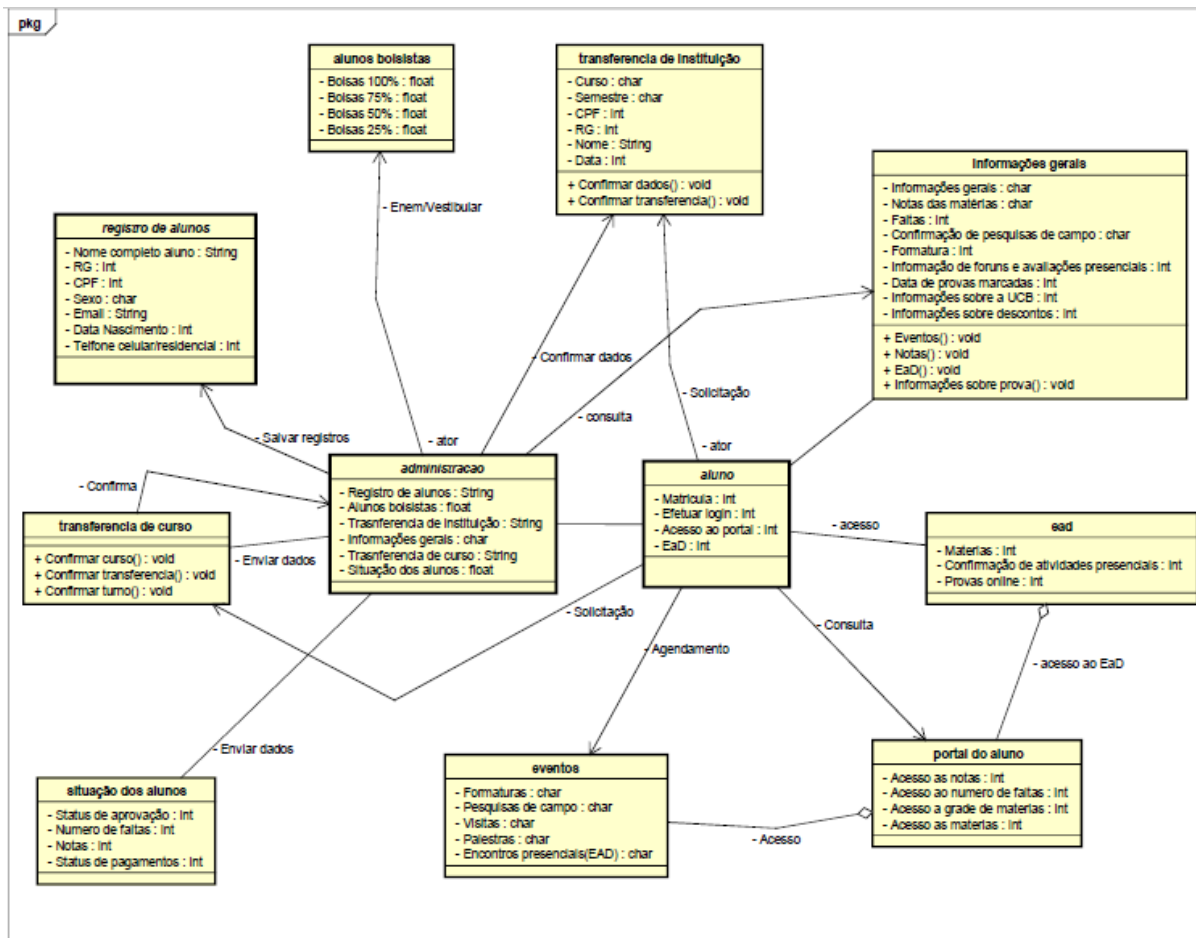 pkg
alunos bolsistas
- Bolsas 100% : float
- Bolsas 75% : float
- Bolsas 50% : float
- Bolsas 25% : float
transferencia de instituição
- Curso : char
- Semestre : char
- CPF : int
- RG : int
- Nome : String
- Data : int
+ Confirmar dados() : void
+ Confirmar transferencia() : void
informações gerais
- Informações gerais : char
- Notas das matérias : char
- Faltas : int
- Confirmação de pesquisas de campo : char
- Formatura : int
- Informação de foruns e avaliações presenciais : int
- Data de provas marcadas : int
- Informações sobre a UCB : int
- Informações sobre descontos : int
+ Eventos() : void
+ Notas() : void
+ EaD() : void
+ Informações sobre prova() : void
- Enem/Vestibular
registro de alunos
- Nome completo aluno : String
- RG : int
- CPF : int
- Sexo : char
- Email : String
- Data Nascimento : int
- Telfone celular/residencial : int
- Confirmar dados
- Solicitação
- consulta
- Salvar registros
- ator
- ator
administracao
- Registro de alunos : String
- Alunos bolsistas : float
- Trasnferencia de instituição : String
- Informações gerais : char
- Trasnferencia de curso : String
- Situação dos alunos : float
aluno
- Matricula : int
- Efetuar login : int
- Acesso ao portal : int
- EaD : int
- Confirma
transferencia de curso
+ Confirmar curso() : void
+ Confirmar transferencia() : void
+ Confirmar turno() : void
- Enviar dados
- acesso
ead
- Materias : int
- Confirmação de atividades presenciais : int
- Provas online : int
- Solicitação
- Agendamento
- Consulta
- acesso ao EaD
- Enviar dados
situação dos alunos
- Status de aprovação : int
- Numero de faltas : int
- Notas : int
- Status de pagamentos : int
eventos
- Formaturas : char
- Pesquisas de campo : char
- Visitas : char
- Palestras : char
- Encontros presenciais(EAD) : char
- Acesso
portal do aluno
- Acesso as notas : int
- Acesso ao numero de faltas : int
- Acesso a grade de materias : int
- Acesso as materias : int